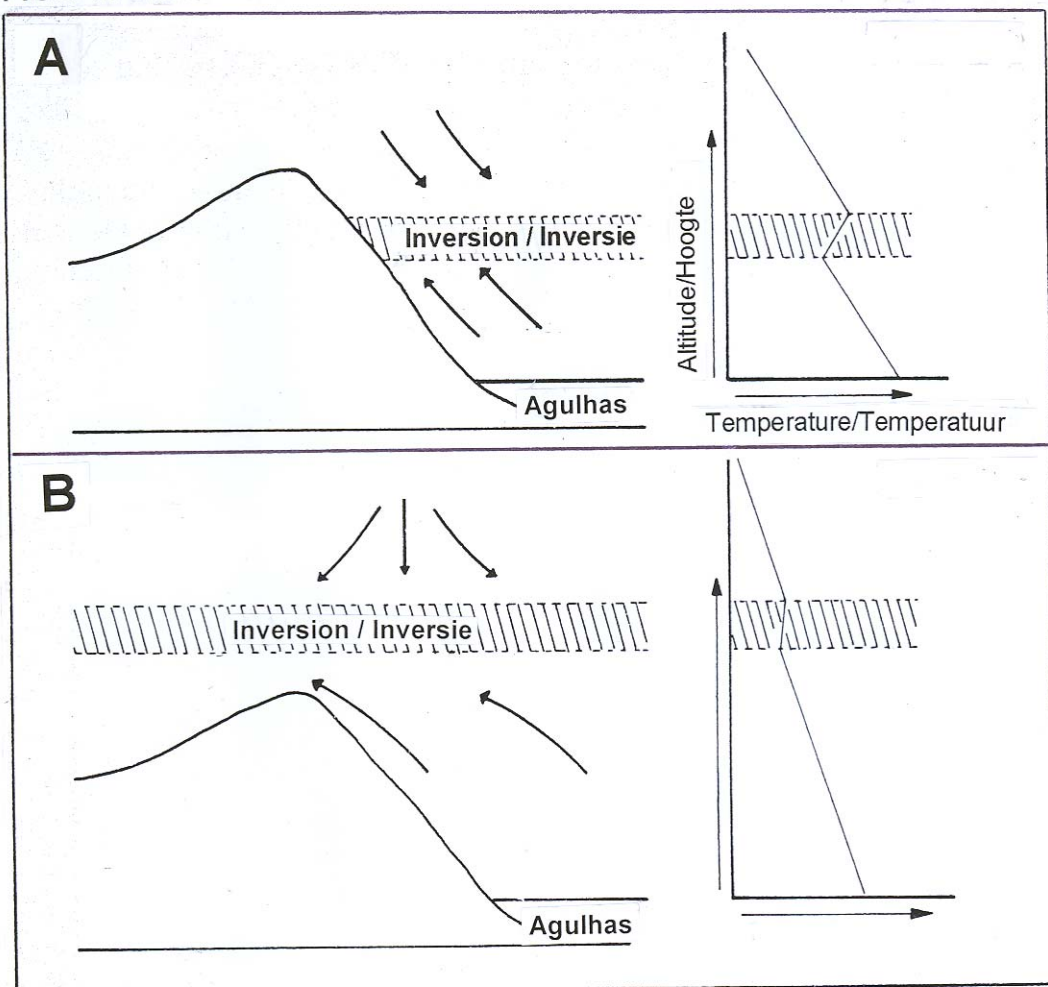 A
Inversion / Inversie
Agulhas
Altitude/Hoogte
Temperature/Temperatuur
B
Inversion / Inversie
Agulhas